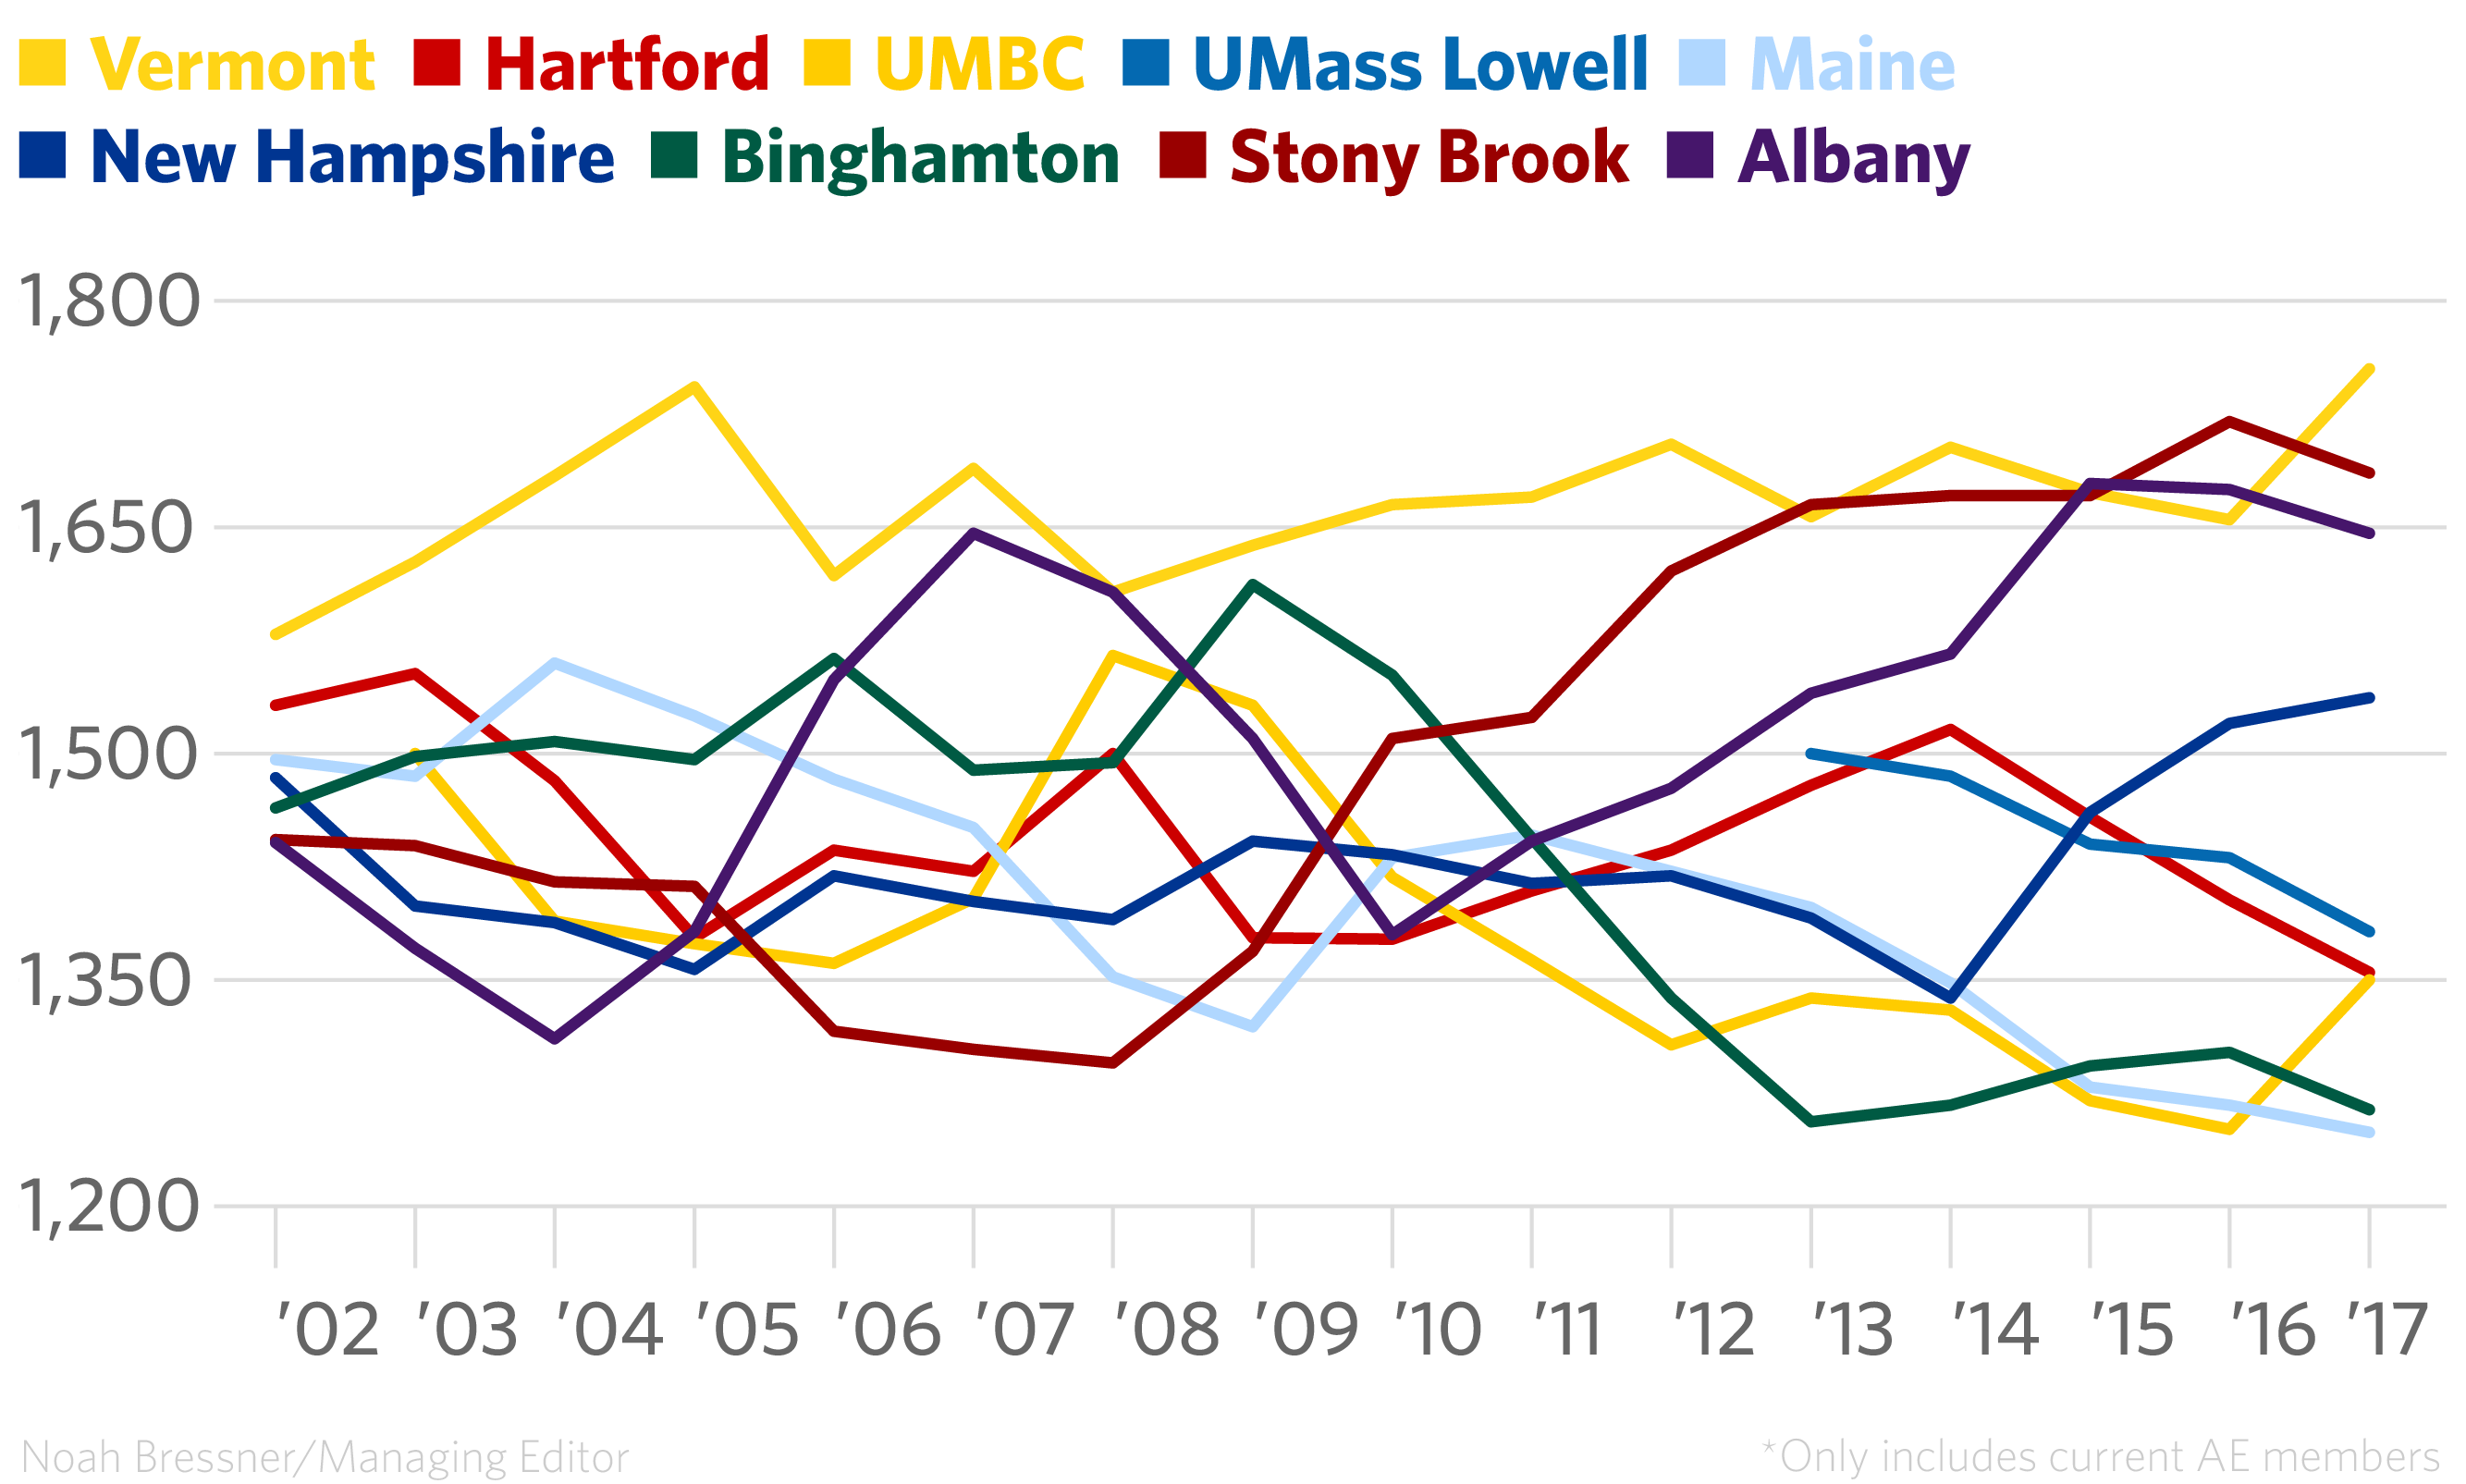 Vermont Hartford UMBC UMass Lowell Maine
New Hampshire Binghamton Stony Brook Albany
1,800
1,650
1,500
1,350
1,200
’02 ’03 ’04 ’05 ’06 ’07 ’08 ’09 ’10 ’11 ’12 ’13 ’14 ’15 ’16 ’17
Noah Bressner/Managing Editor *Only includes current AE members